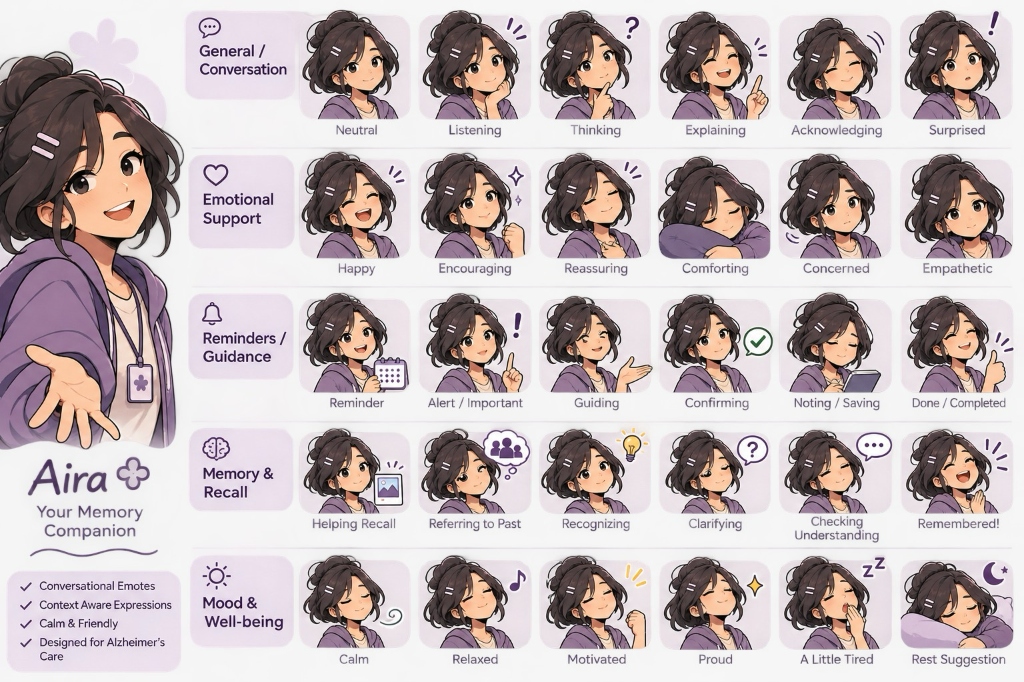 General /
Conversation
Neutral
Listening
?
Thinking
Explaining
Acknowledging
!
Surprised
Emotional
Support
Happy
Encouraging
Reassuring
Comforting
Concerned
Empathetic
Reminders /
Guidance
Reminder
!
Alert / Important
Guiding
Confirming
Noting / Saving
Done / Completed
Memory &
Recall
Helping Recall
Referring to Past
Recognizing
?
Clarifying
Checking
Understanding
Remembered!
Mood &
Well-being
Calm
Relaxed
Motivated
Proud
zz
A Little Tired
Rest Suggestion
Aira
Your Memory
Companion
Conversational Emotes
Context Aware Expressions
Calm & Friendly
Designed for Alzheimer's
Care